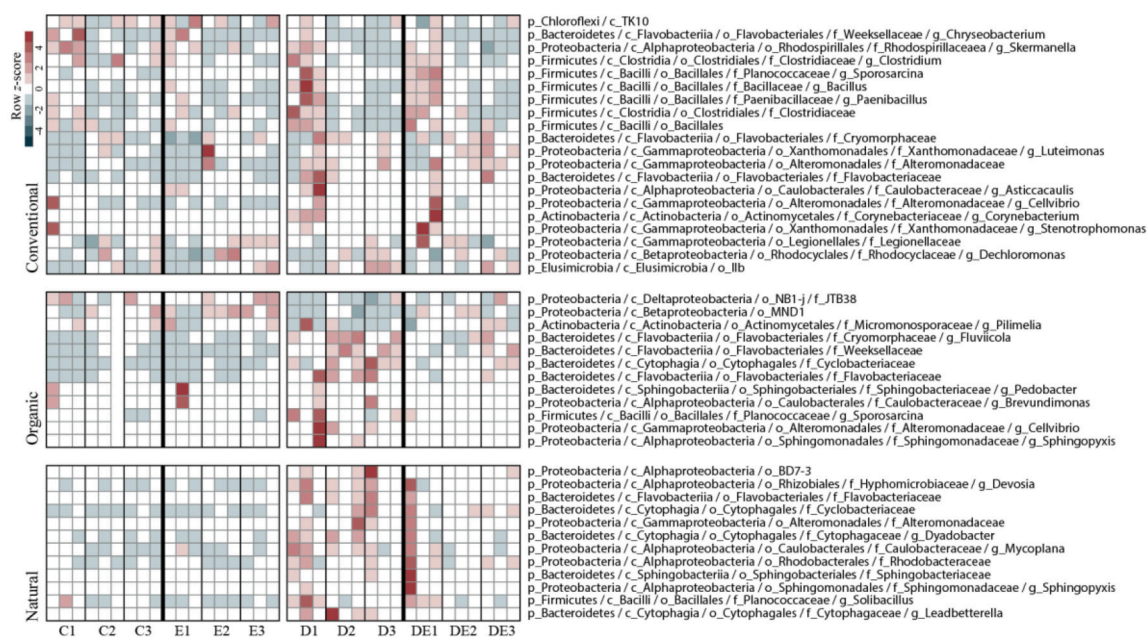 p_Chloroflexi / c_TK10
p_Bacteroidetes / c_Flavobacteriia / o_Flavobacteriales / f_Weeksellaceae / g_Chryseobacterium
p_Proteobacteria / c_Alphaproteobacteria / o_Rhodospirillales / f_Rhodospirillaceaea / g_Skermanella
p_Firmicutes / c_Clostridia / o_Clostridiales / f_Clostridiaceae / g_Clostridium
p_Firmicutes / c_Bacilli / o_Bacillales / f_Planococcaceae / g_Sporosarcina
p_Firmicutes / c_Bacilli / o_Bacillales / f_Bacillaceae / g_Bacillus
p_Firmicutes / c_Bacilli / o_Bacillales / f_Paenibacillaceae / g_Paenibacillus
p_Firmicutes / c_Clostridia / o_Clostridiales / f_Clostridiaceae
p_Firmicutes / c_Bacilli / o_Bacillales
p_Bacteroidetes / c_Flavobacteriia / o_Flavobacteriales / f_Cryomorphaceae
p_Proteobacteria / c_Gammaproteobacteria / o_Xanthomonadales / f_Xanthomonadaceae / g_Luteimonas
p_Proteobacteria / c_Gammaproteobacteria / o_Alteromonadales / f_Alteromonadaceae
p_Bacteroidetes / c_Flavobacteriia / o_Flavobacteriales / f_Flavobacteriaceae
p_Proteobacteria / c_Alphaproteobacteria / o_Caulobacterales / f_Caulobacteraceae / g_Asticcacaulis
p_Proteobacteria / c_Gammaproteobacteria / o_Alteromonadales / f_Alteromonadaceae / g_Cellvibrio
p_Actinobacteria / c_Actinobacteria / o_Actinomycetales / f_Corynebacteriaceae / g_Corynebacterium
p_Proteobacteria / c_Gammaproteobacteria / o_Xanthomonadales / f_Xanthomonadaceae / g_Stenotrophomonas
p_Proteobacteria / c_Gammaproteobacteria / o_Legionellales / f_Legionellaceae
p_Proteobacteria / c_Betaproteobacteria / o_Rhodocyclales / f_Rhodocyclaceae / g_Dechloromonas
p_Elusimicrobia / c_Elusimicrobia / o_IIb
Row z-score
4
2
0
-2
-4
Conventional
p_Proteobacteria / c_Deltaproteobacteria / o_NB1-j / f_JTB38
p_Proteobacteria / c_Betaproteobacteria / o_MND1
p_Actinobacteria / c_Actinobacteria / o_Actinomycetales / f_Micromonosporaceae / g_Pilimelia
p_Bacteroidetes / c_Flavobacteriia / o_Flavobacteriales / f_Cryomorphaceae / g_Fluviicola
p_Bacteroidetes / c_Flavobacteriia / o_Flavobacteriales / f_Weeksellaceae
p_Bacteroidetes / c_Cytophagia / o_Cytophagales / f_Cyclobacteriaceae
p_Bacteroidetes / c_Flavobacteriia / o_Flavobacteriales / f_Flavobacteriaceae
p_Bacteroidetes / c_Sphingobacteriia / o_Sphingobacteriales / f_Sphingobacteriaceae / g_Pedobacter
p_Proteobacteria / c_Alphaproteobacteria / o_Caulobacterales / f_Caulobacteraceae / g_Brevundimonas
p_Firmicutes / c_Bacilli / o_Bacillales / f_Planococcaceae / g_Sporosarcina
p_Proteobacteria / c_Gammaproteobacteria / o_Alteromonadales / f_Alteromonadaceae / g_Cellvibrio
p_Proteobacteria / c_Alphaproteobacteria / o_Sphingomonadales / f_Sphingomonadaceae / g_Sphingopyxis
Organic
p_Proteobacteria / c_Alphaproteobacteria / o_BD7-3
p_Proteobacteria / c_Alphaproteobacteria / o_Rhizobiales / f_Hyphomicrobiaceae / g_Devosia
p_Bacteroidetes / c_Flavobacteriia / o_Flavobacteriales / f_Flavobacteriaceae
p_Bacteroidetes / c_Cytophagia / o_Cytophagales / f_Cyclobacteriaceae
p_Proteobacteria / c_Gammaproteobacteria / o_Alteromonadales / f_Alteromonadaceae
p_Bacteroidetes / c_Cytophagia / o_Cytophagales / f_Cytophagaceae / g_Dyadobacter
p_Proteobacteria / c_Alphaproteobacteria / o_Caulobacterales / f_Caulobacteraceae / g_Mycoplana
p_Proteobacteria / c_Alphaproteobacteria / o_Rhodobacterales / f_Rhodobacteraceae
p_Bacteroidetes / c_Sphingobacteriia / o_Sphingobacteriales / f_Sphingobacteriaceae
p_Proteobacteria / c_Alphaproteobacteria / o_Sphingomonadales / f_Sphingomonadaceae / g_Sphingopyxis
p_Firmicutes / c_Bacilli / o_Bacillales / f_Planococcaceae / g_Solibacillus
p_Bacteroidetes / c_Cytophagia / o_Cytophagales / f_Cytophagaceae / g_Leadbetterella
Natural
C1 C2 C3 E1 E2 E3 D1 D2 D3 DE1 DE2 DE3